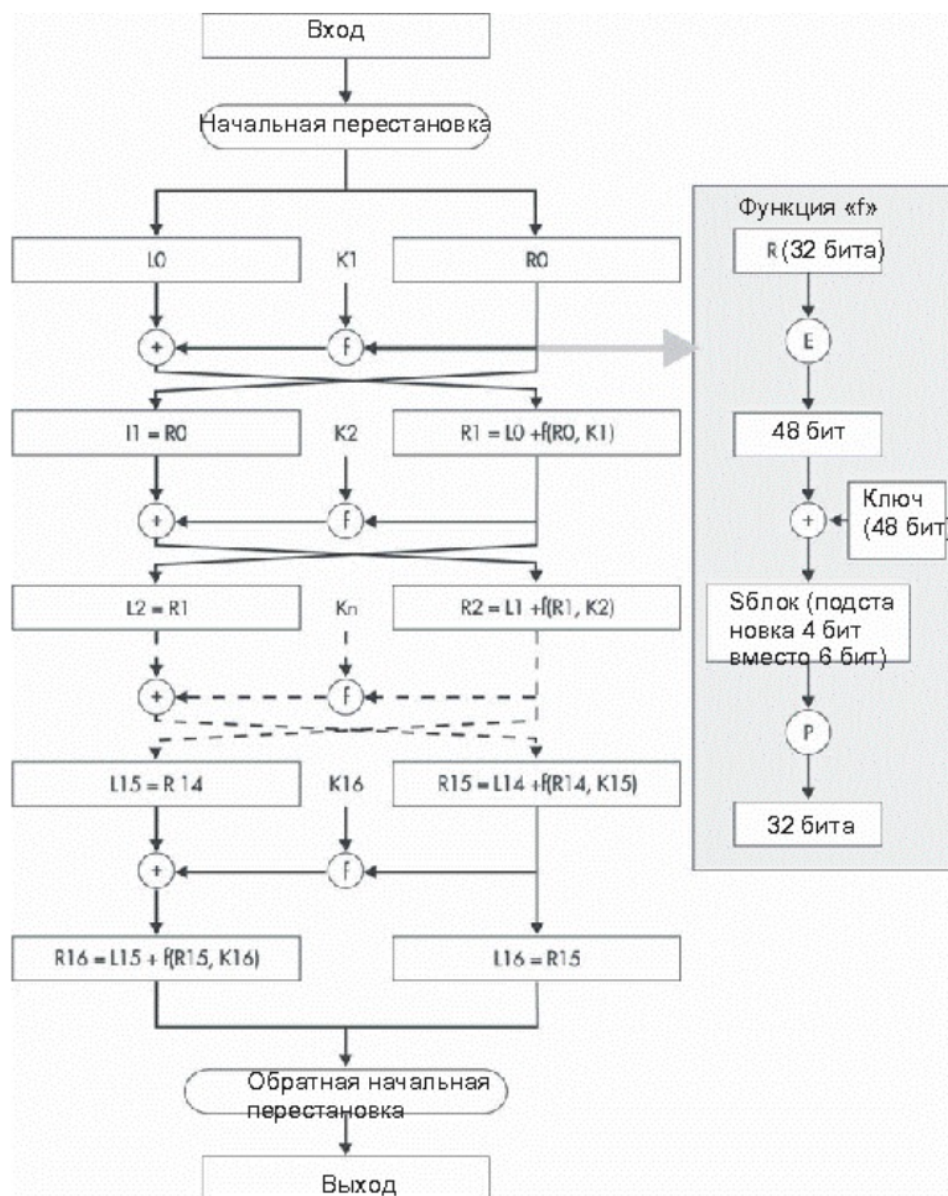 Вход
Начальная перестановка
Функция «f»
R (32 бита)
L0
K1
R0
E
+
f
I1 = R0
K2
R1 = L0 +f(R0, K1)
48 бит
Ключ
(48 бит)
+
+
f
L2 = R1
Kn
R2 = L1 +f(R1, K2)
Sблок (подста
новка 4 бит
вместо 6 бит)
+
f
P
L15 = R 14
K16
R15 = L14 +f(R14, K15)
32 бита
+
f
R16 = L15 + f(R15, K16)
L16 = R15
Обратная начальная
перестановка
Выход